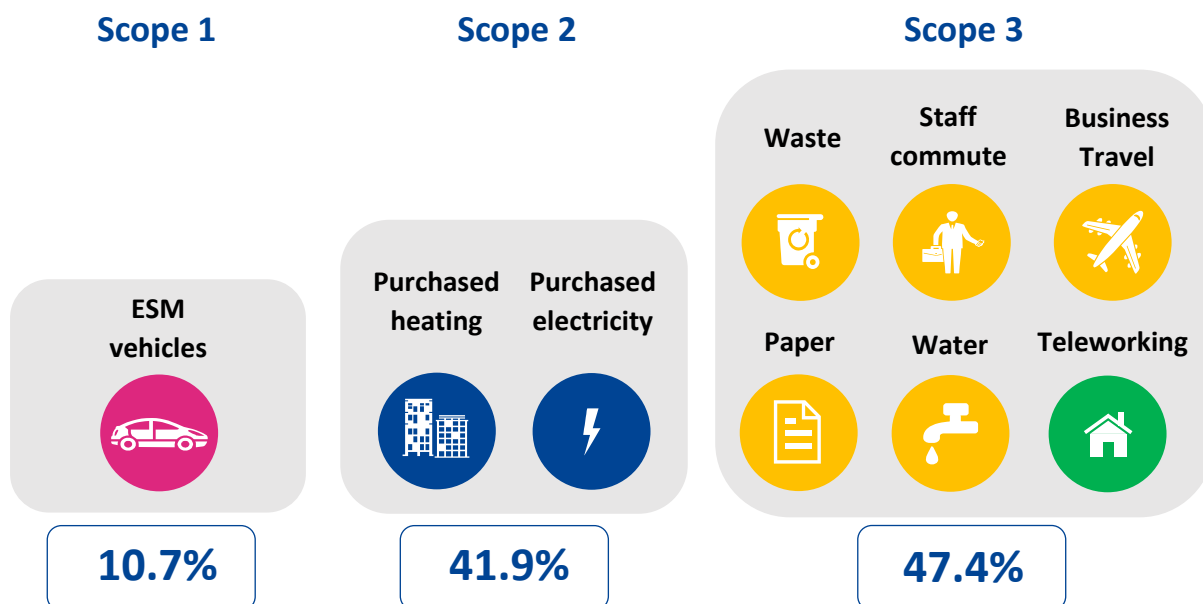 Scope 1
Scope 2
Scope 3
ESM
vehicles
Purchased
heating
Purchased
electricity
Waste
Staff
commute
Business
Travel
Paper
Water
Teleworking
10.7%
41.9%
47.4%